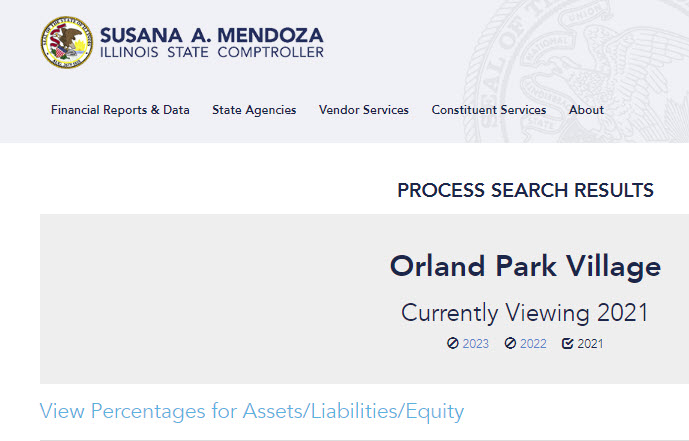 SUSANA A. MENDOZA
ILLINOIS STATE COMPTROLLER
Financial Reports & Data State Agencies Vendor Services Constituent Services About
PROCESS SEARCH RESULTS
Orland Park Village
Currently Viewing 2021
2023 2022 2021
View Percentages for Assets/Liabilities/Equity